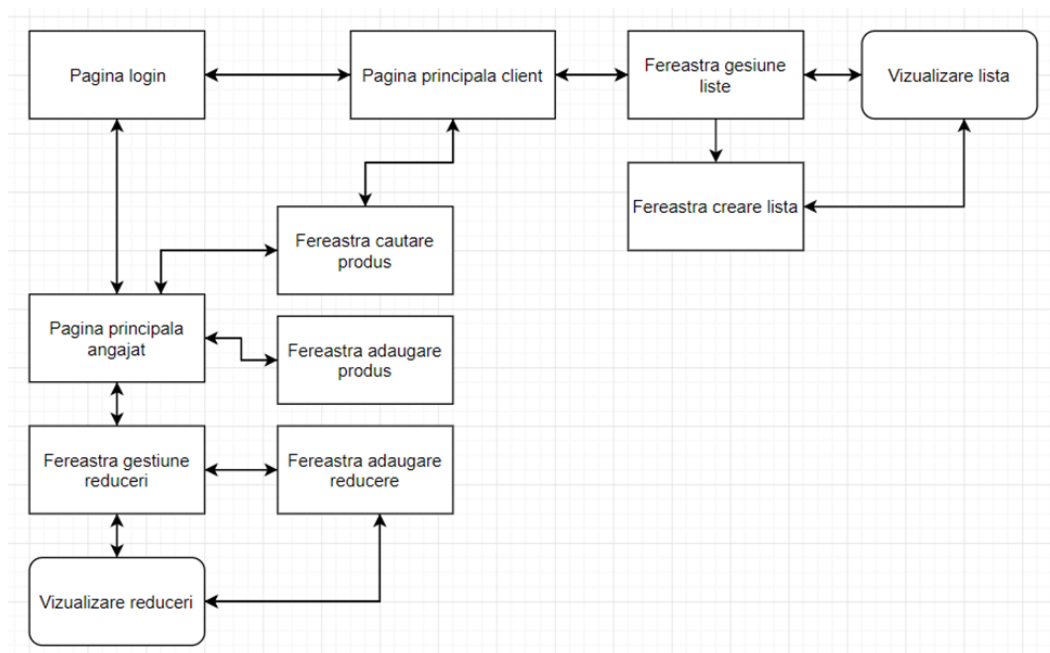 Pagina login
Pagina principala client
Fereastra gesiune
liste
Vizualizare lista
Fereastra creare lista
Fereastra cautare
produs
Pagina principala
angajat
Fereastra adaugare
produs
Fereastra gestiune
reduceri
Fereastra adaugare
reducere
Vizualizare reduceri